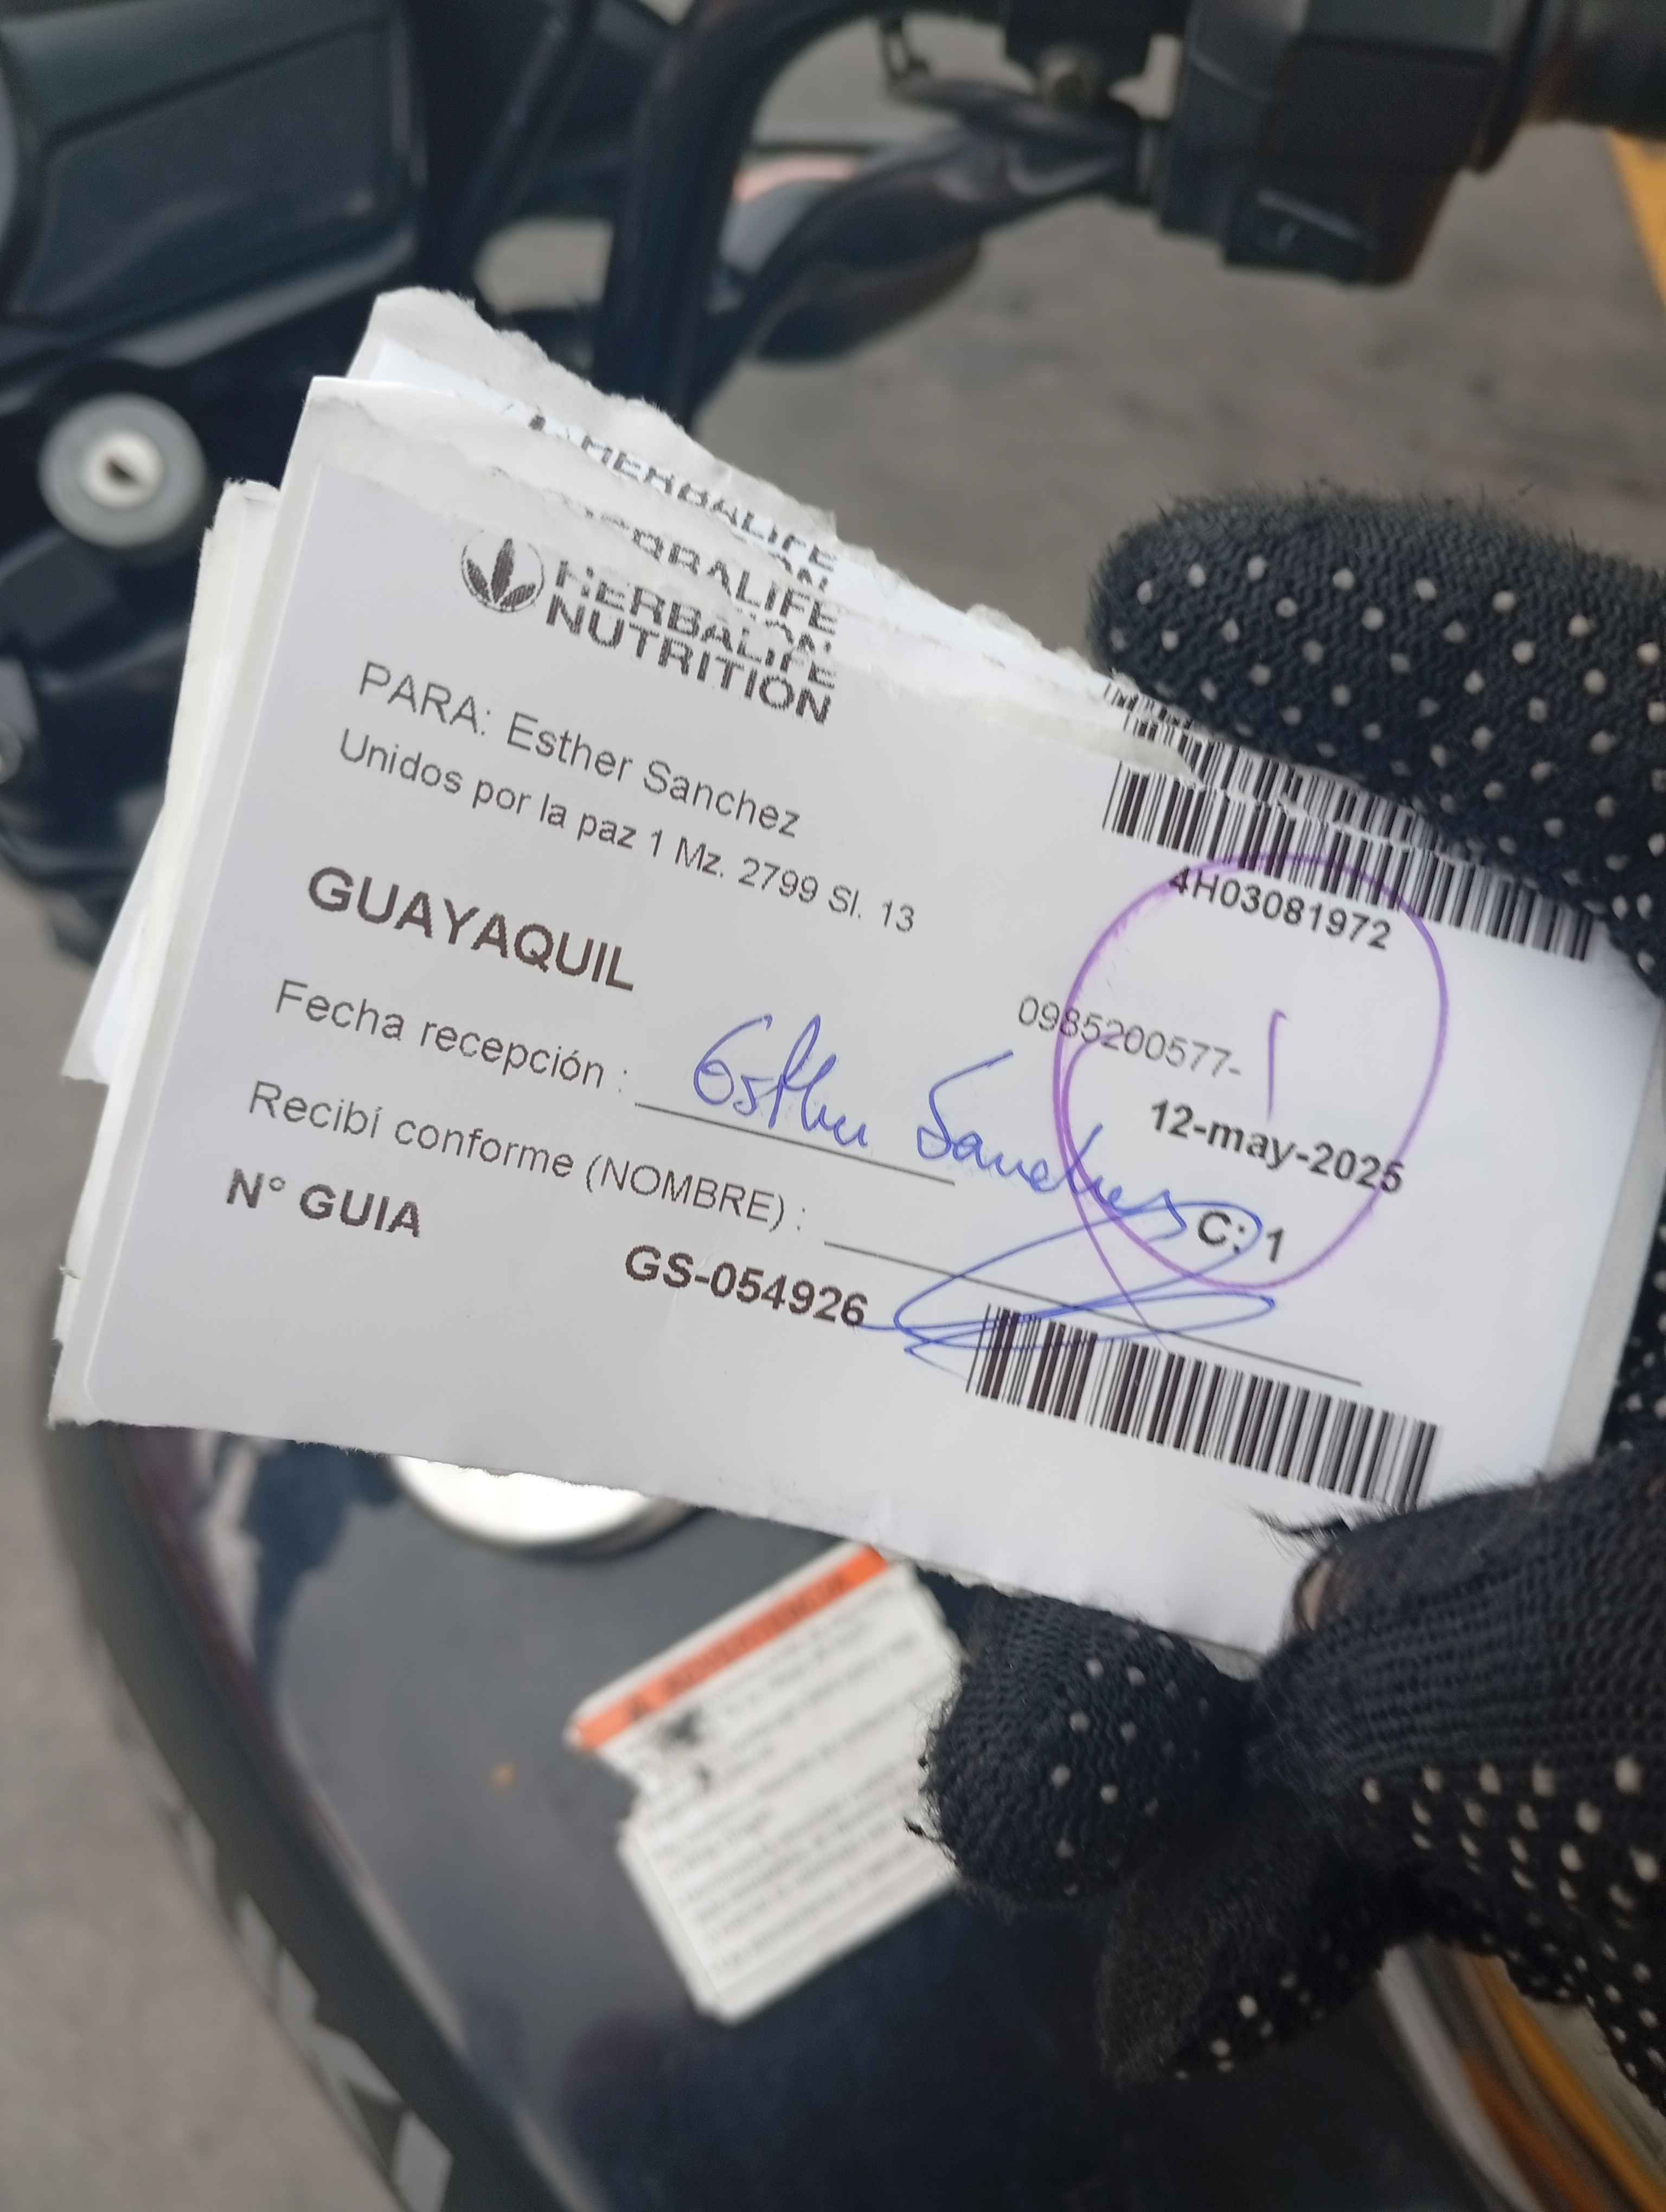 HERBALIFE
HERBALIFE
NUTRITION
PARA: Esther Sanchez
Unidos por la paz 1 Mz. 2799 Sl. 13
4H03081972
GUAYAQUIL
0985200577-
Fecha recepción : Esther Sanchez
12-may-2025
Recibí conforme (NOMBRE) :
C: 1
N° GUIA
GS-054926